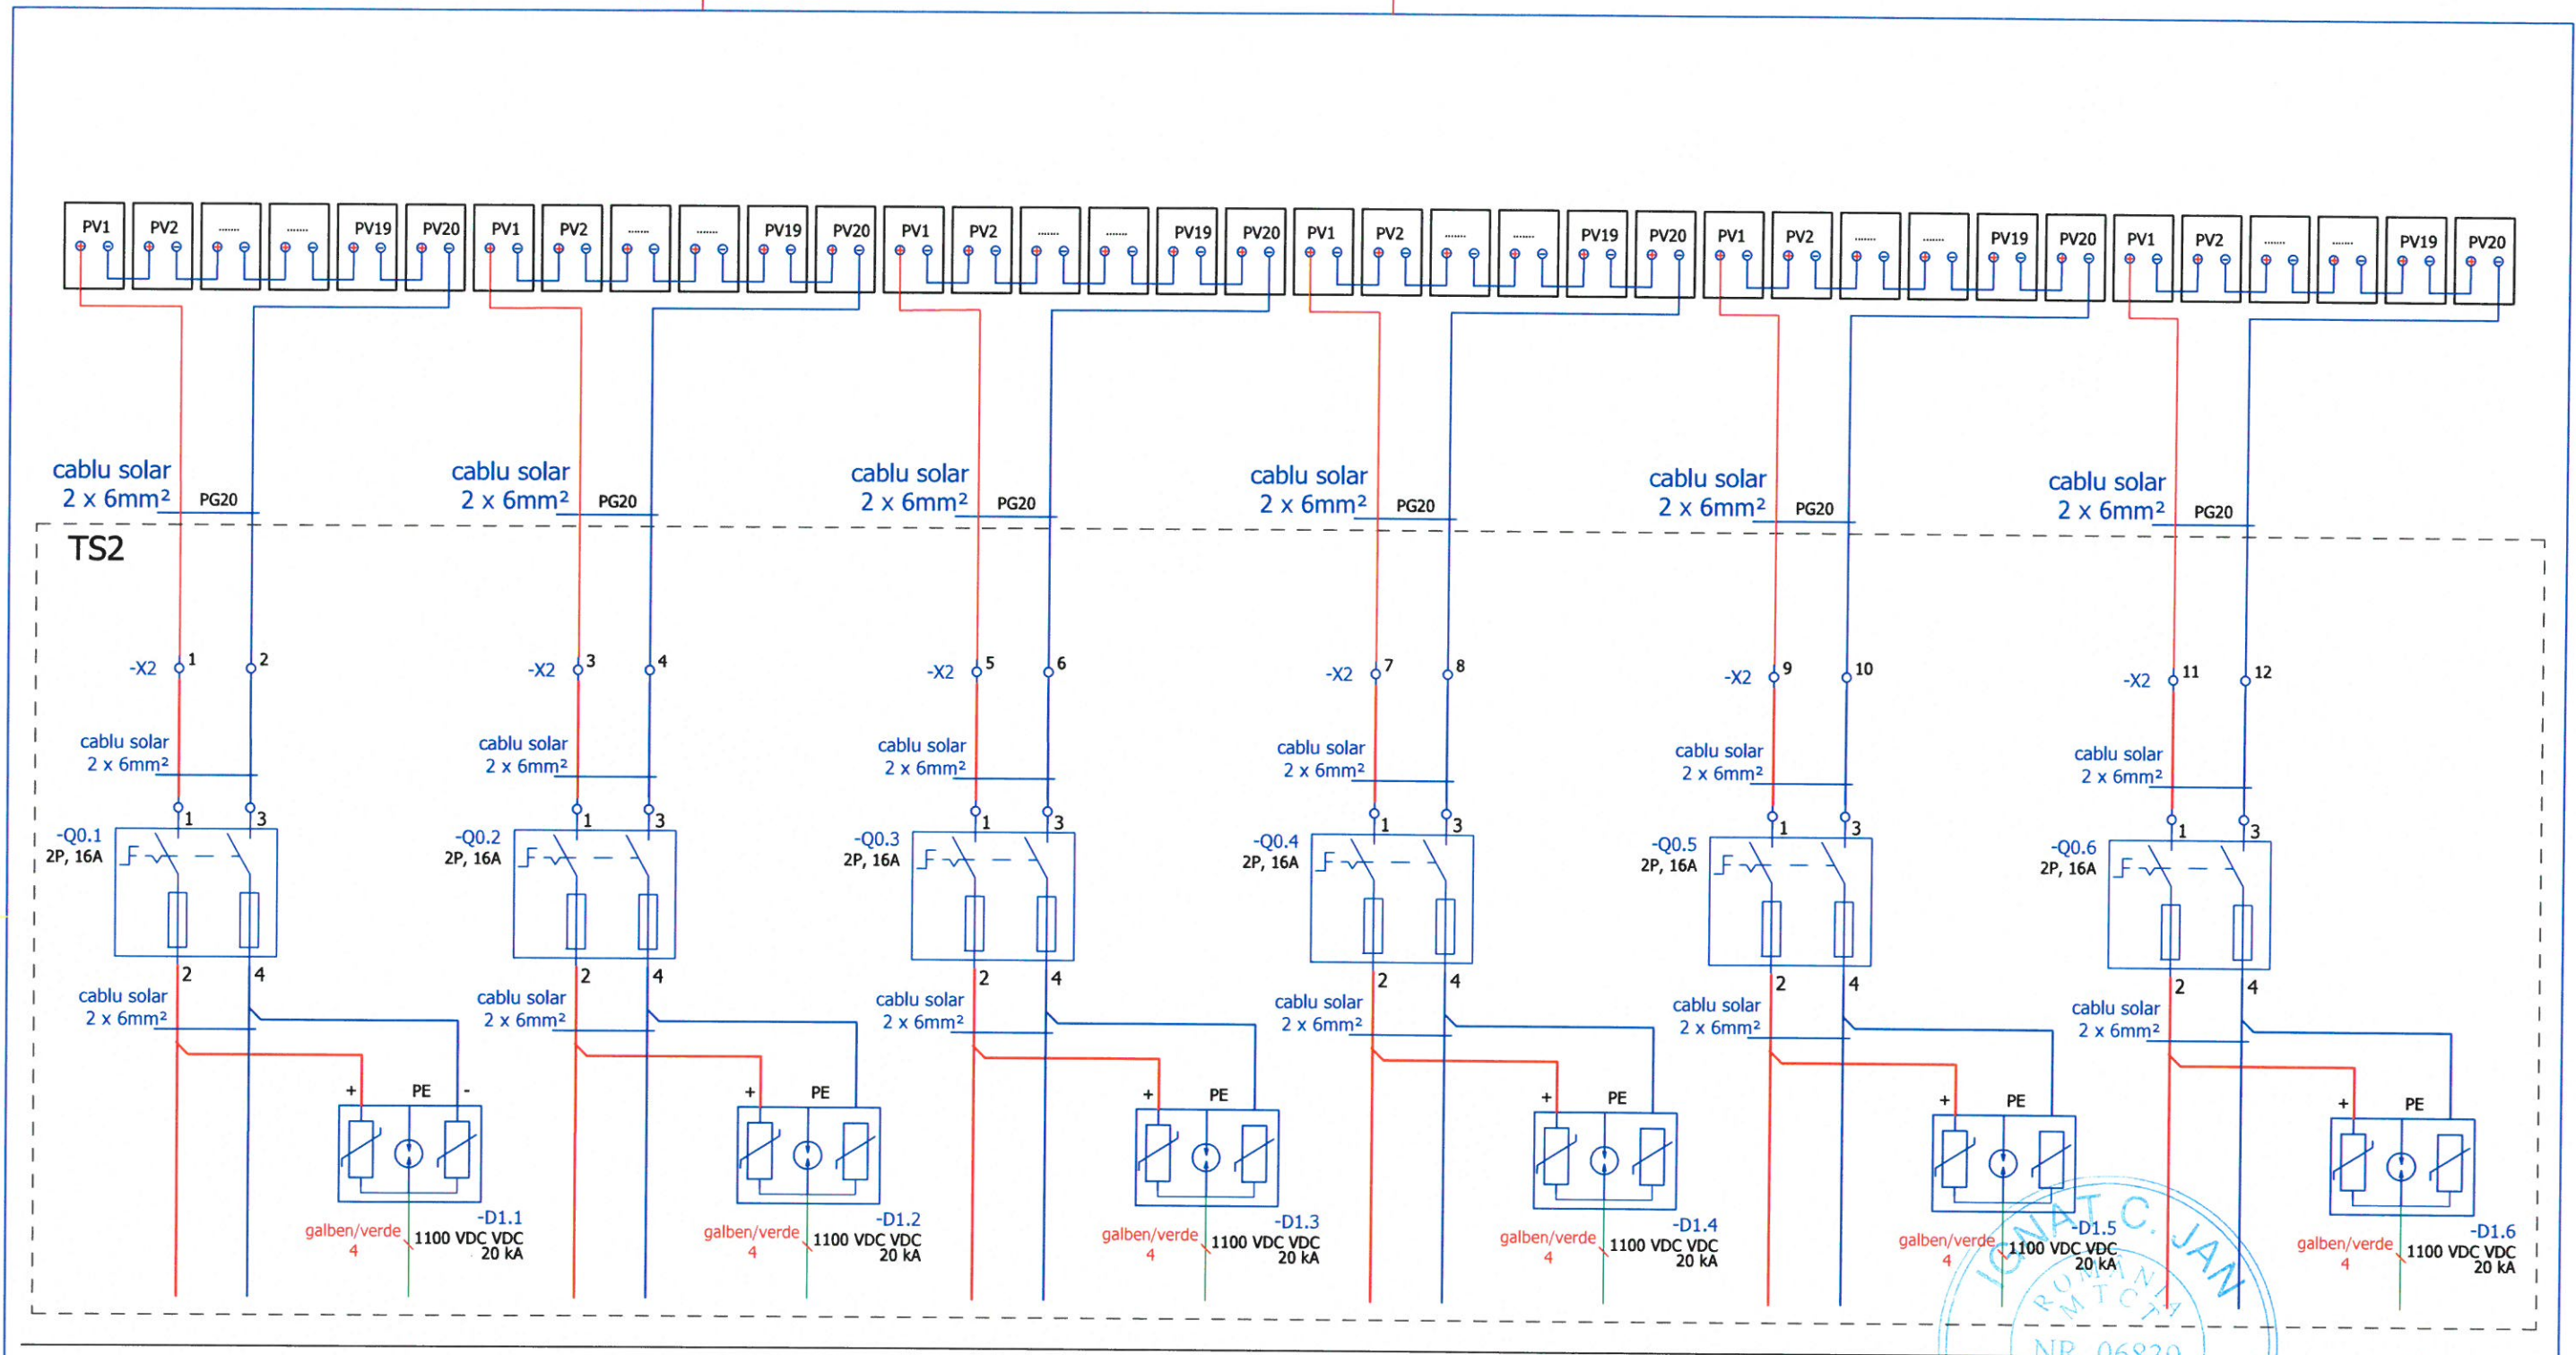 PV1 PV2 ....... ....... PV19 PV20 PV1 PV2 ....... ....... PV19 PV20 PV1 PV2 ....... ....... PV19 PV20 PV1 PV2 ....... ....... PV19 PV20 PV1 PV2 ....... ....... PV19 PV20 PV1 PV2 ....... ....... PV19 PV20
cablu solar cablu solar cablu solar cablu solar cablu solar cablu solar
2 x 6mm² PG20 2 x 6mm² PG20 2 x 6mm² PG20 2 x 6mm² PG20 2 x 6mm² PG20 2 x 6mm² PG20
TS2
-X2 1 2 -X2 3 4 -X2 5 6 -X2 7 8 -X2 9 10 -X2 11 12
cablu solar cablu solar cablu solar cablu solar cablu solar cablu solar
2 x 6mm² 2 x 6mm² 2 x 6mm² 2 x 6mm² 2 x 6mm² 2 x 6mm²
1 3 1 3 1 3 1 3 1 3 1 3
-Q0.1 -Q0.2 -Q0.3 -Q0.4 -Q0.5 -Q0.6
2P, 16A 2P, 16A 2P, 16A 2P, 16A 2P, 16A 2P, 16A
2 4 2 4 2 4 2 4 2 4 2 4
cablu solar cablu solar cablu solar cablu solar cablu solar cablu solar
2 x 6mm² 2 x 6mm² 2 x 6mm² 2 x 6mm² 2 x 6mm² 2 x 6mm²
+ PE - + PE + PE + PE + PE + PE
-D1.1 -D1.2 -D1.3 -D1.4 -D1.5 -D1.6
galben/verde 1100 VDC VDC galben/verde 1100 VDC VDC galben/verde 1100 VDC VDC galben/verde 1100 VDC VDC galben/verde 1100 VDC VDC galben/verde 1100 VDC VDC
4 20 kA 4 20 kA 4 20 kA 4 20 kA 4 20 kA 4 20 kA
IGNAT C. JAN
ROMÂNIA
MTCT